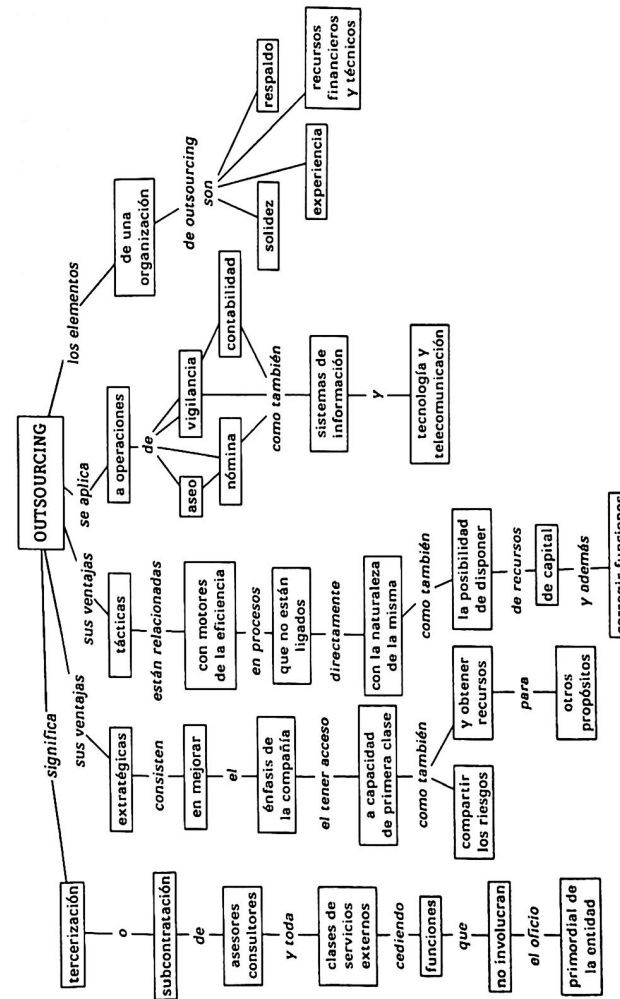 OUTSOURCING
significa
tercerización
o
subcontratación
de
asesores
consultores
y toda
clases de
servicios
externos
cediendo
funciones
que
no involucran
el oficio
primordial de
la entidad
sus ventajas
extratégicas
consisten
en mejorar
el
énfasis de
la compañía
el tener acceso
a capacidad
de primera clase
como también
compartir
los riesgos
y obtener
recursos
para
otros
propósitos
sus ventajas
tácticas
están relacionadas
con motores
de la eficiencia
en procesos
que no están
ligados
directamente
con la naturaleza
de la misma
como también
la posibilidad
de disponer
de recursos
de capital
y además
funciones
se aplica
a operaciones
de
aseo
nómina
vigilancia
contabilidad
como también
sistemas de
información
y
tecnología y
telecomunicación
los elementos
de una
organización
de outsourcing
son
solidez
experiencia
recursos
financieros
y técnicos
respaldo